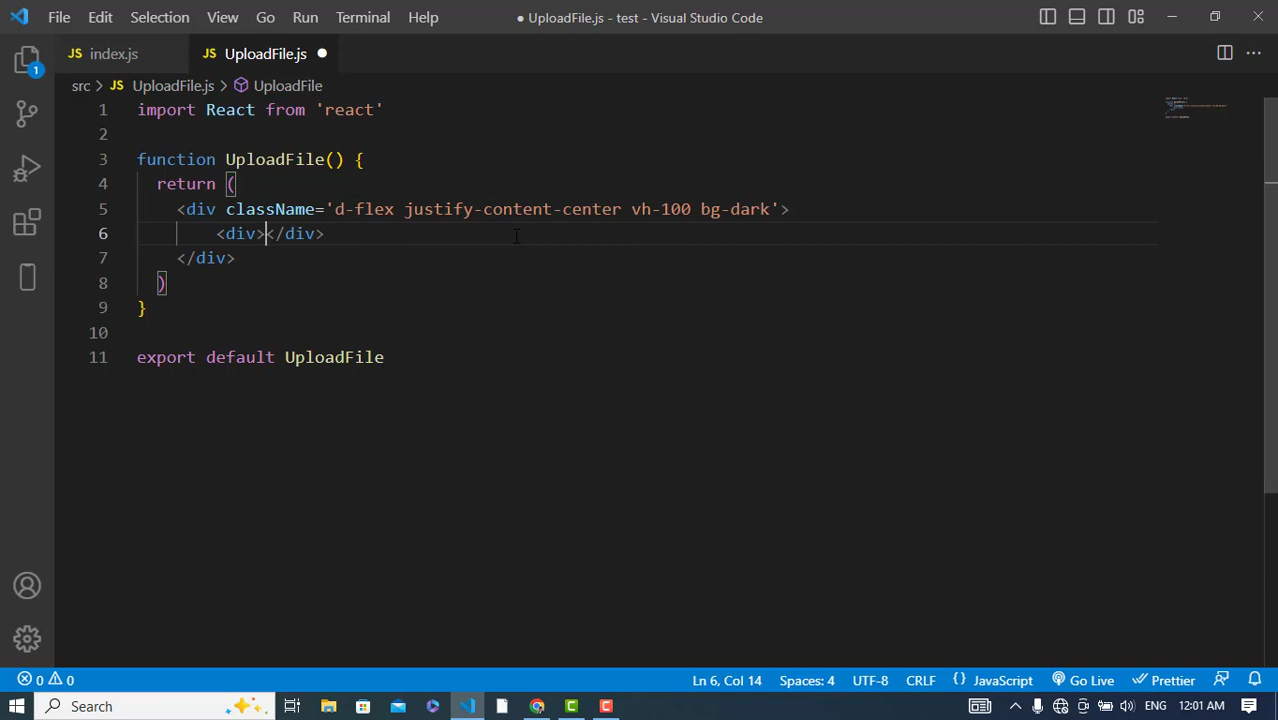 File Edit Selection View Go Run Terminal Help ● UploadFile.js - test - Visual Studio Code
JS index.js JS UploadFile.js
src > JS UploadFile.js > UploadFile
1 import React from 'react'
2
3 function UploadFile() {
4 return (
5 <div className='d-flex justify-content-center vh-100 bg-dark'>
6 <div></div>
7 </div>
8 )
9 }
10
11 export default UploadFile
1
0 0 Ln 6, Col 14 Spaces: 4 UTF-8 CRLF {} JavaScript Go Live Prettier
Search ENG 12:01 AM